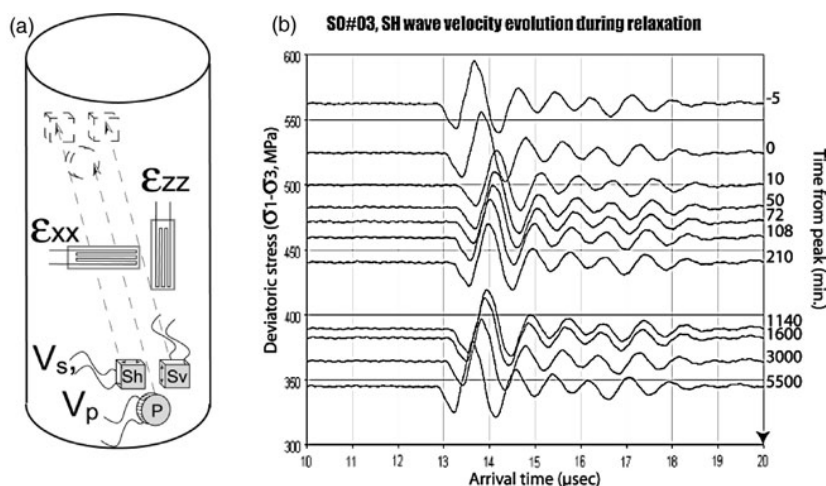 (a)
εzz
εxx
Vs,
Sh
Sv
Vp
P
(b)
SO#03, SH wave velocity evolution during relaxation
Deviatoric stress (σ1-σ3, MPa)
600
550
500
450
400
350
300
-5
0
10
50
72
108
210
1140
1600
3000
5500
Time from peak (min.)
10 11 12 13 14 15 16 17 18 19 20
Arrival time (µsec)